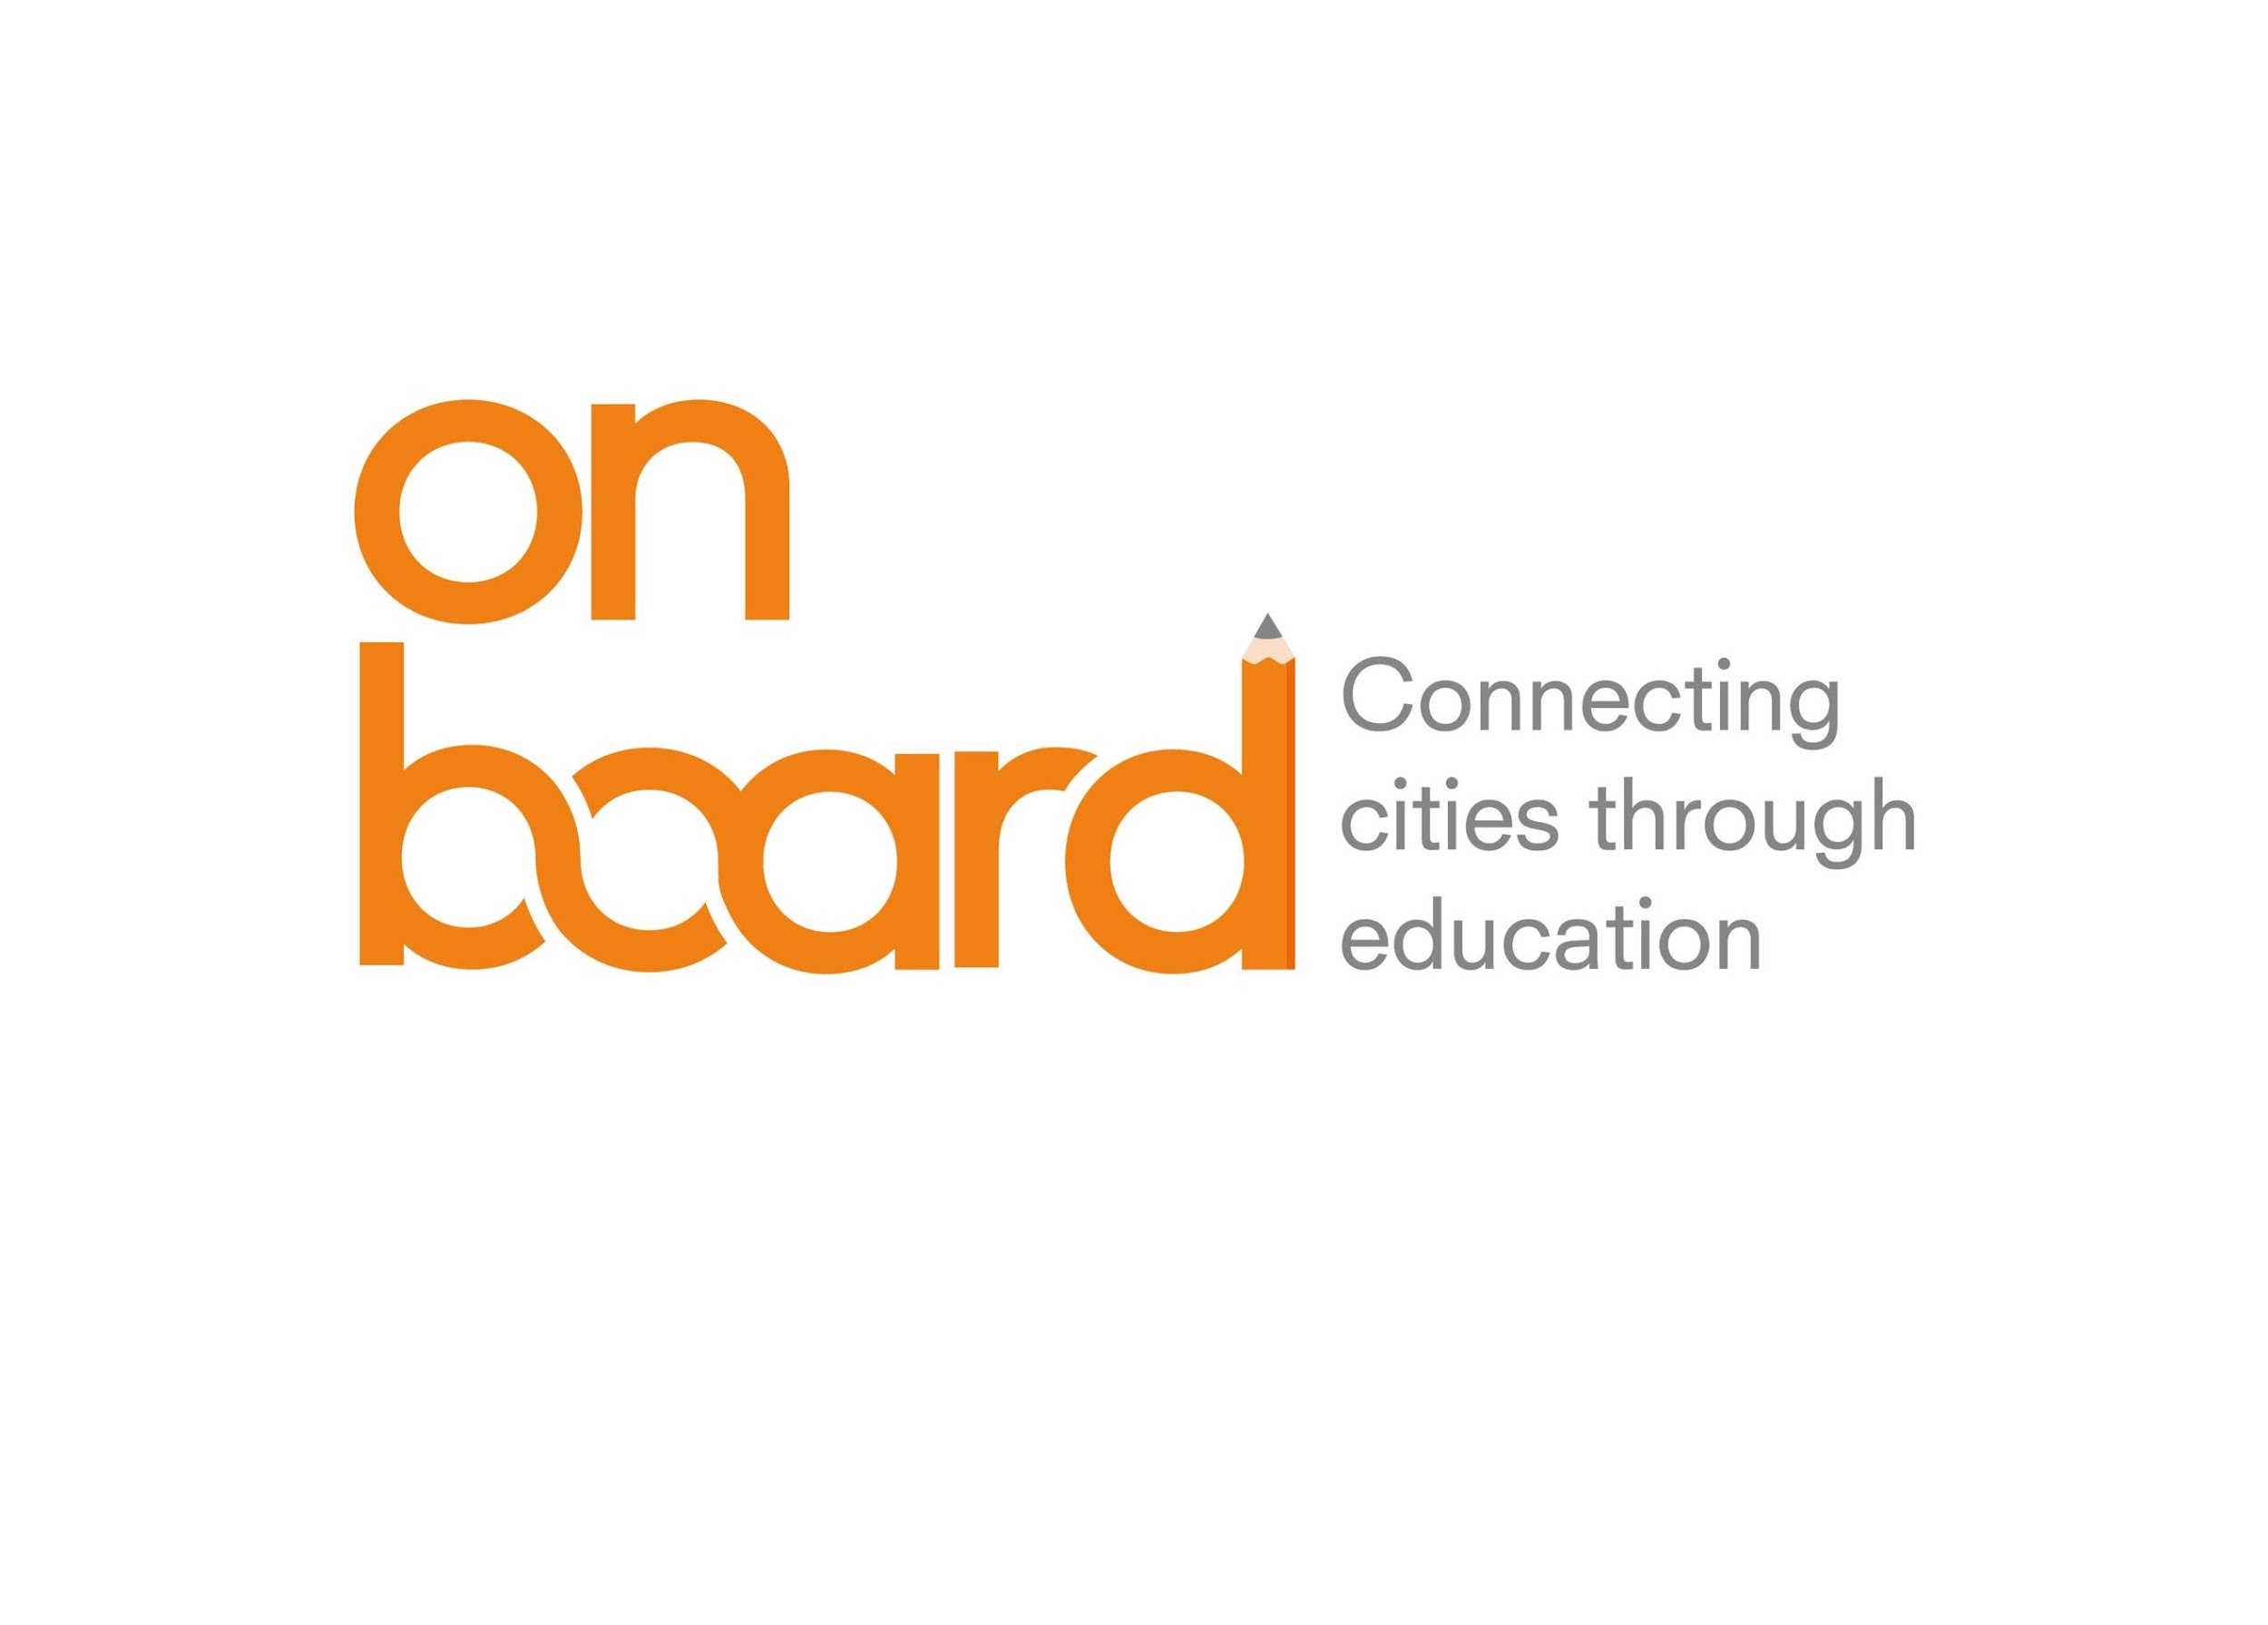 on
board
Connecting
cities through
education